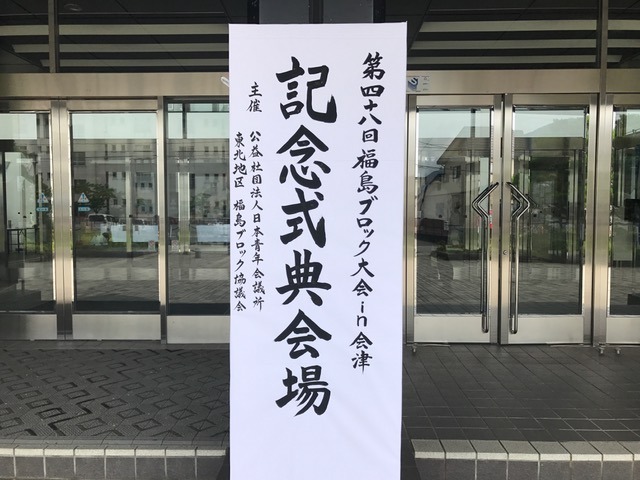 第四十八回福島ブロック大会in会津
記念式典会場
主催 公益社団法人日本青年会議所
東北地区 福島ブロック協議会